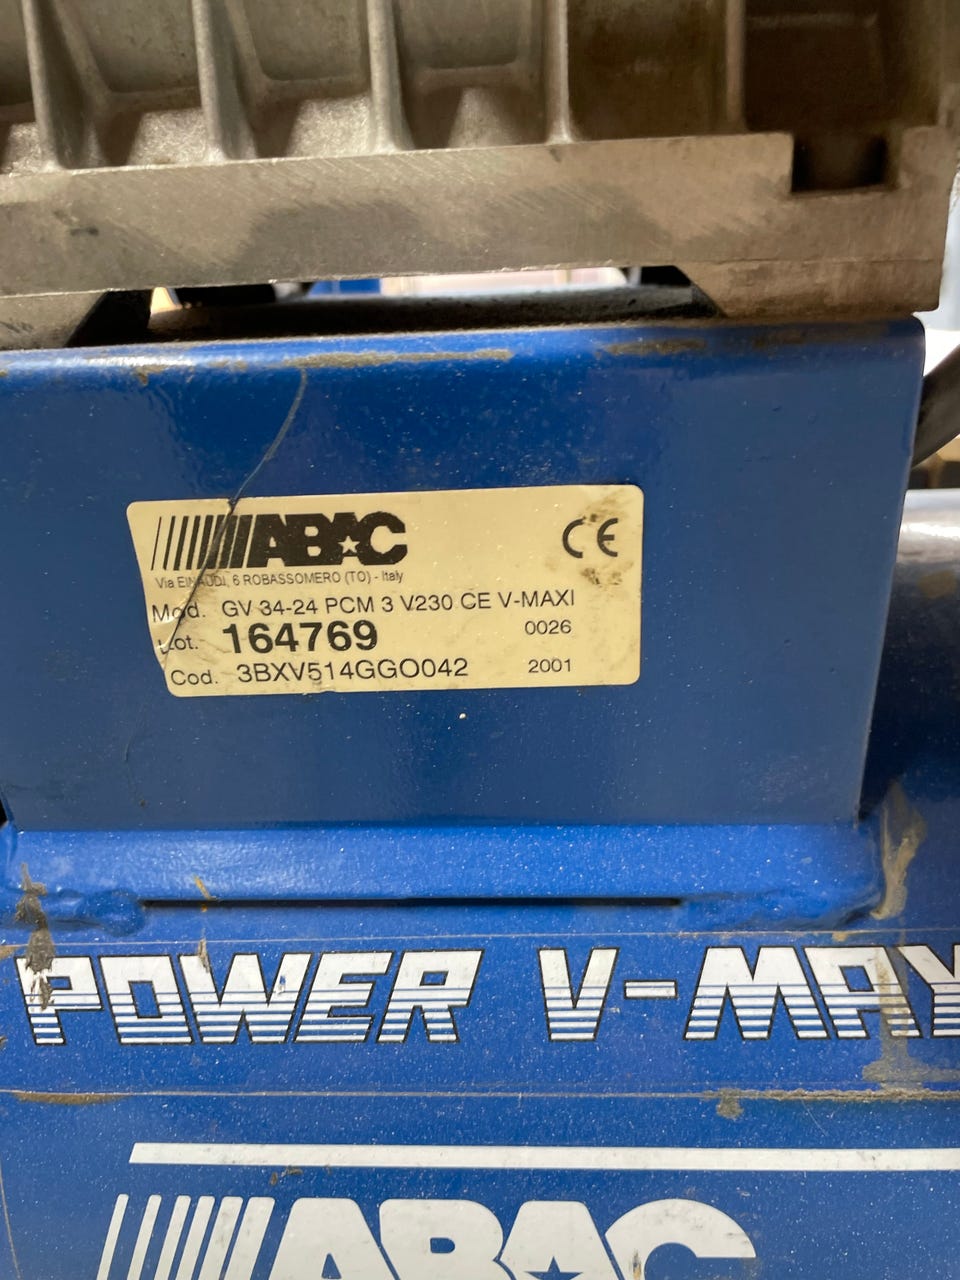 ABAC CE
Via EINAUDI, 6 ROBASSOMERO (TO) - Italy
Mod. GV 34-24 PCM 3 V230 CE V-MAXI
Lot. 164769 0026
Cod. 3BXV514GGO042 2001
POWER V-MAX
ABAC